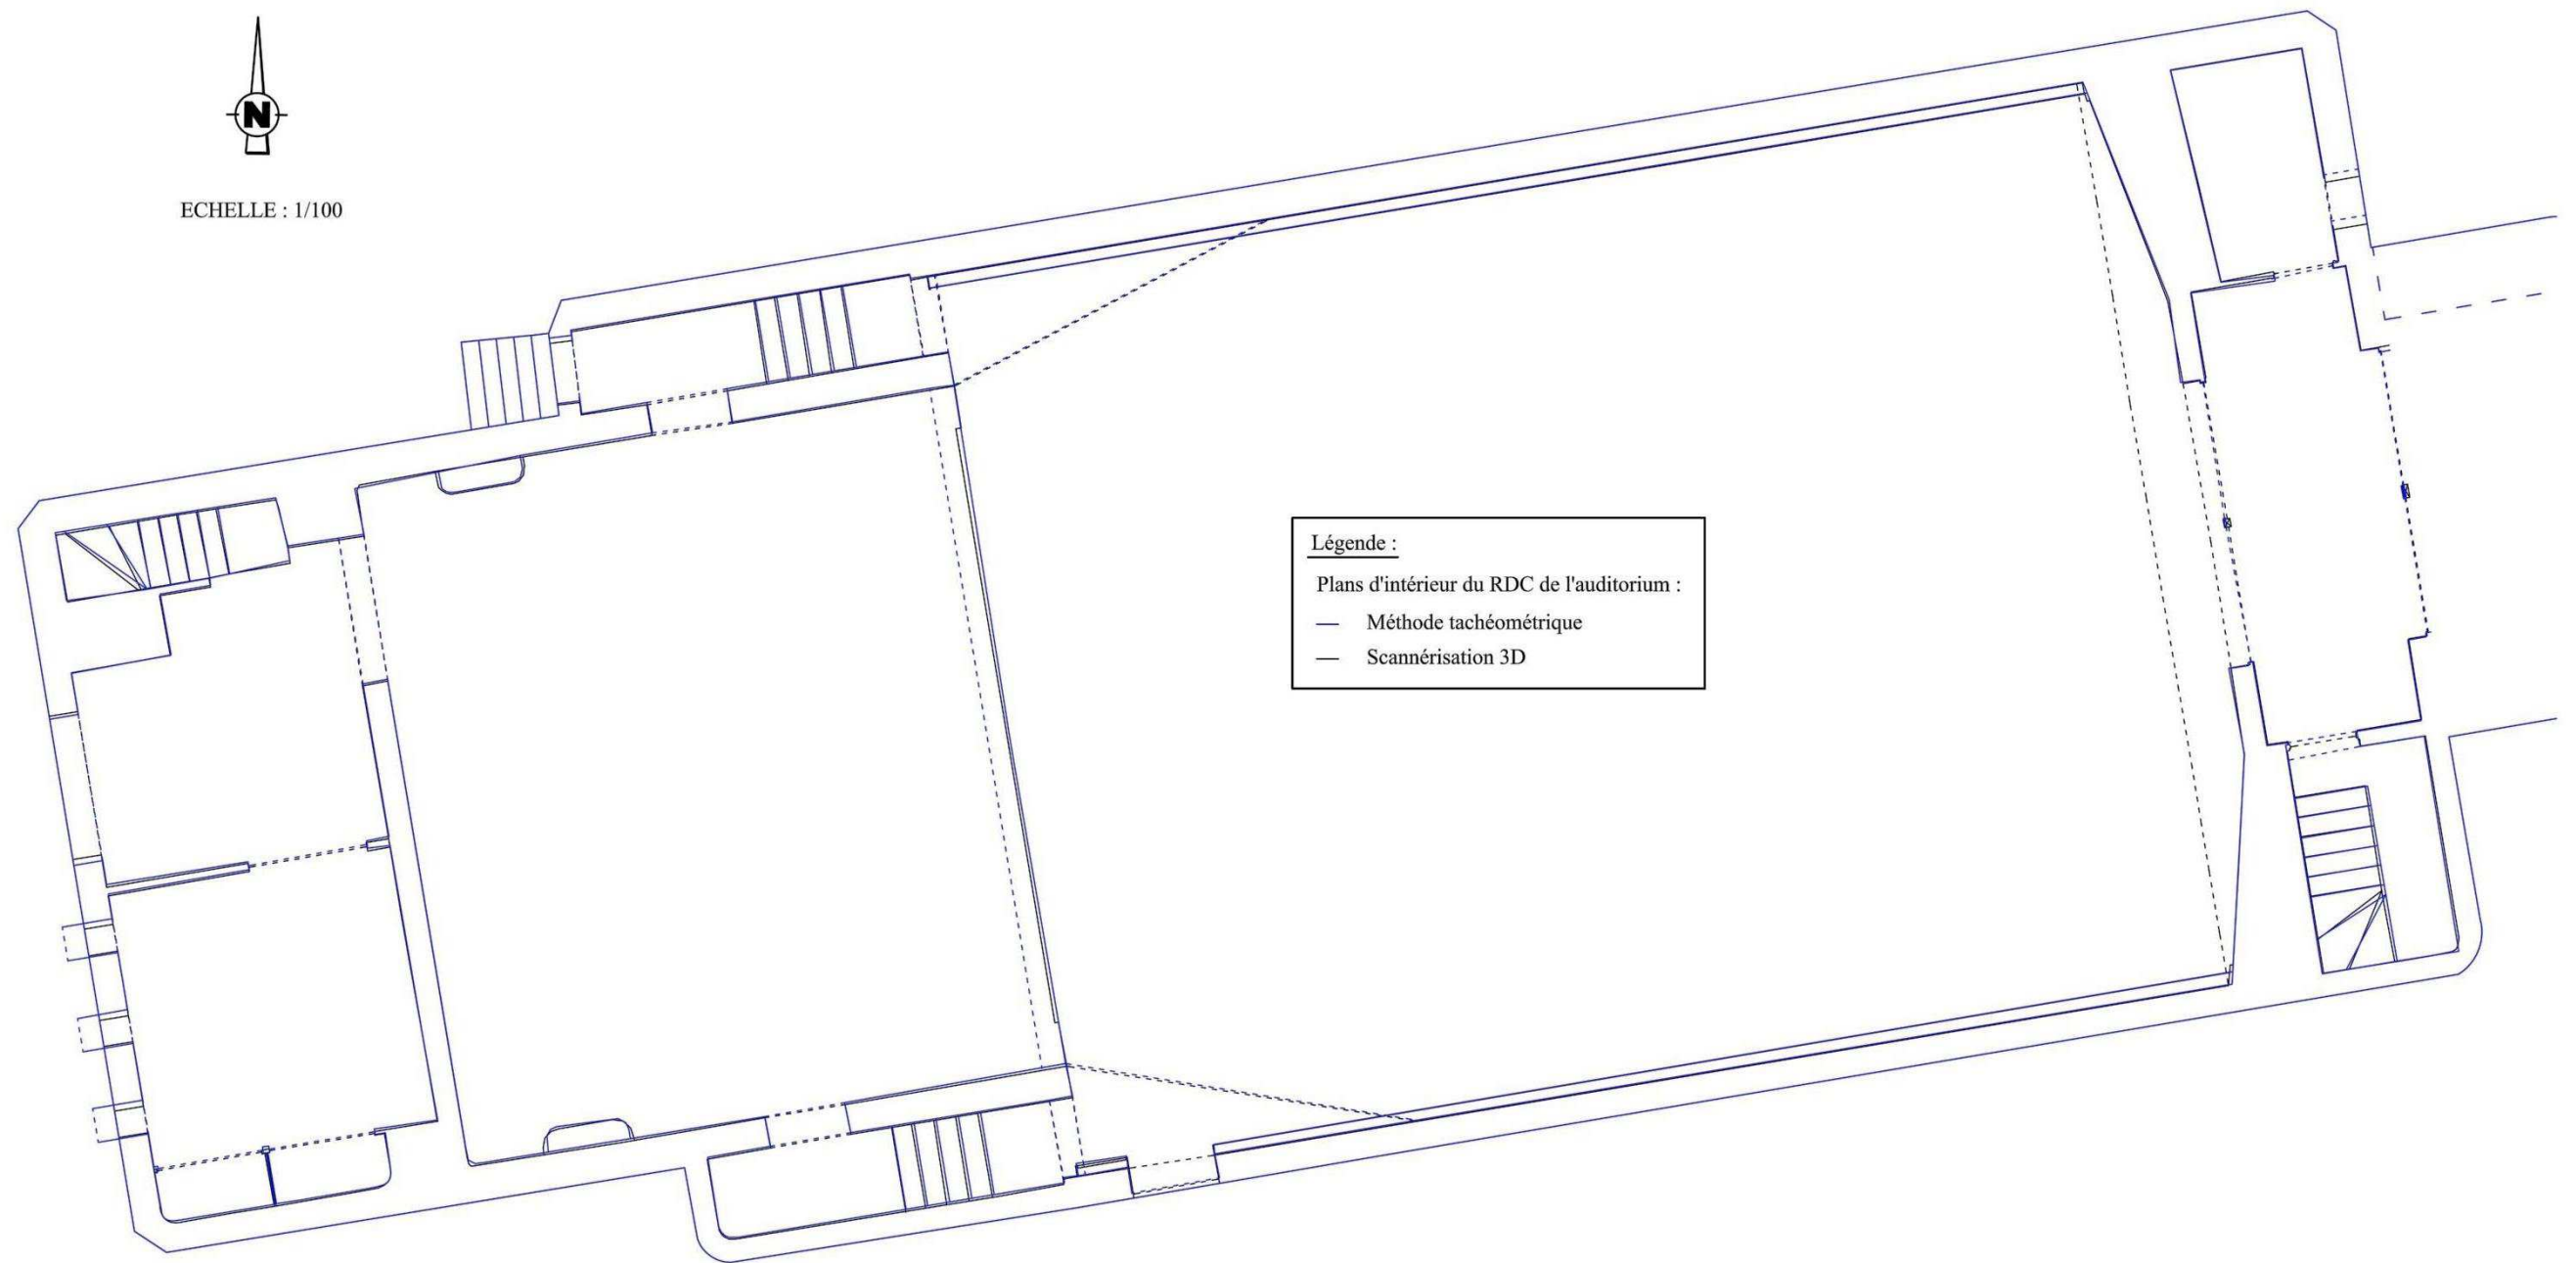 N
ECHELLE : 1/100
Légende :
Plans d'intérieur du RDC de l'auditorium :
Méthode tachéométrique
Scannérisation 3D